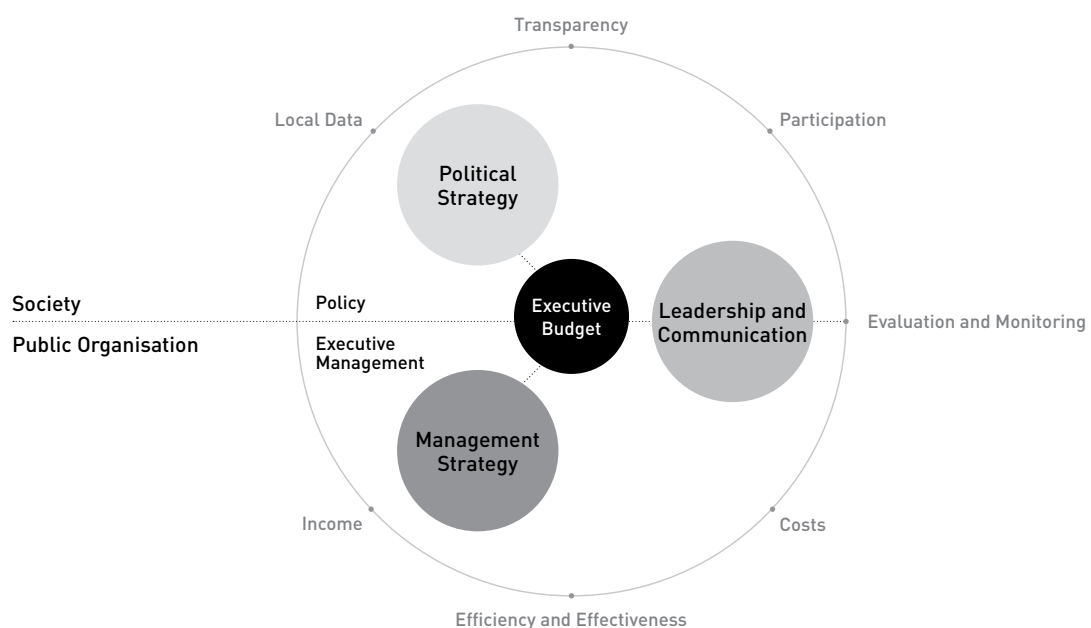 Transparency
Local Data
Participation
Political
Strategy
Society
Policy
Executive
Budget
Leadership and
Communication
Evaluation and Monitoring
Public Organisation
Executive
Management
Management
Strategy
Income
Costs
Efficiency and Effectiveness